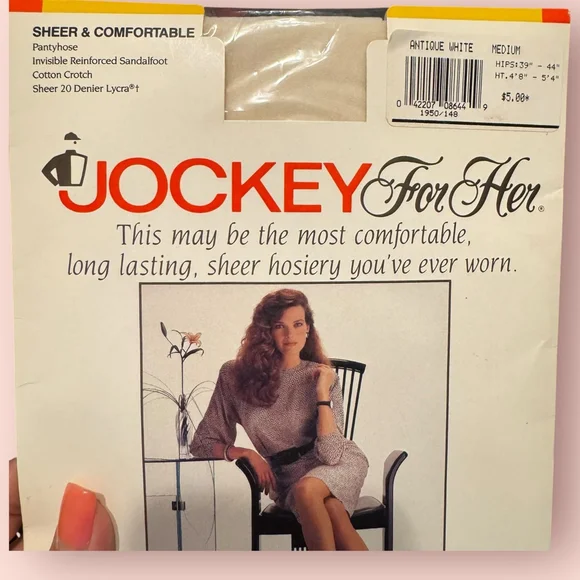 SHEER & COMFORTABLE
Pantyhose
Invisible Reinforced Sandalfoot
Cotton Crotch
Sheer 20 Denier Lycra®†
ANTIQUE WHITE MEDIUM
HIPS:39" - 44"
HT.4'8" - 5'4"
$5.00*
0 42207 08644 9
1950/148
JOCKEY For Her®
This may be the most comfortable,
long lasting, sheer hosiery you've ever worn.